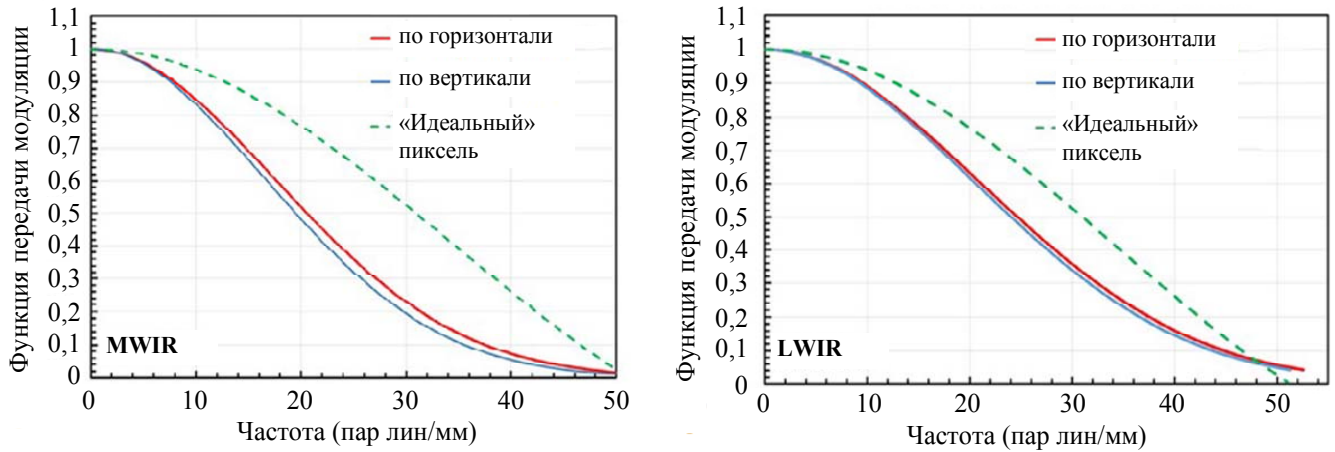 Функция передачи модуляции
1,1
1
0,9
0,8
0,7
0,6
0,5
0,4
0,3
0,2
0,1
0
по горизонтали
по вертикали
«Идеальный»
пиксель
MWIR
0
10
20
30
40
50
Частота (пар лин/мм)
Функция передачи модуляции
1,1
1
0,9
0,8
0,7
0,6
0,5
0,4
0,3
0,2
0,1
0
по горизонтали
по вертикали
«Идеальный»
пиксель
LWIR
0
10
20
30
40
50
Частота (пар лин/мм)